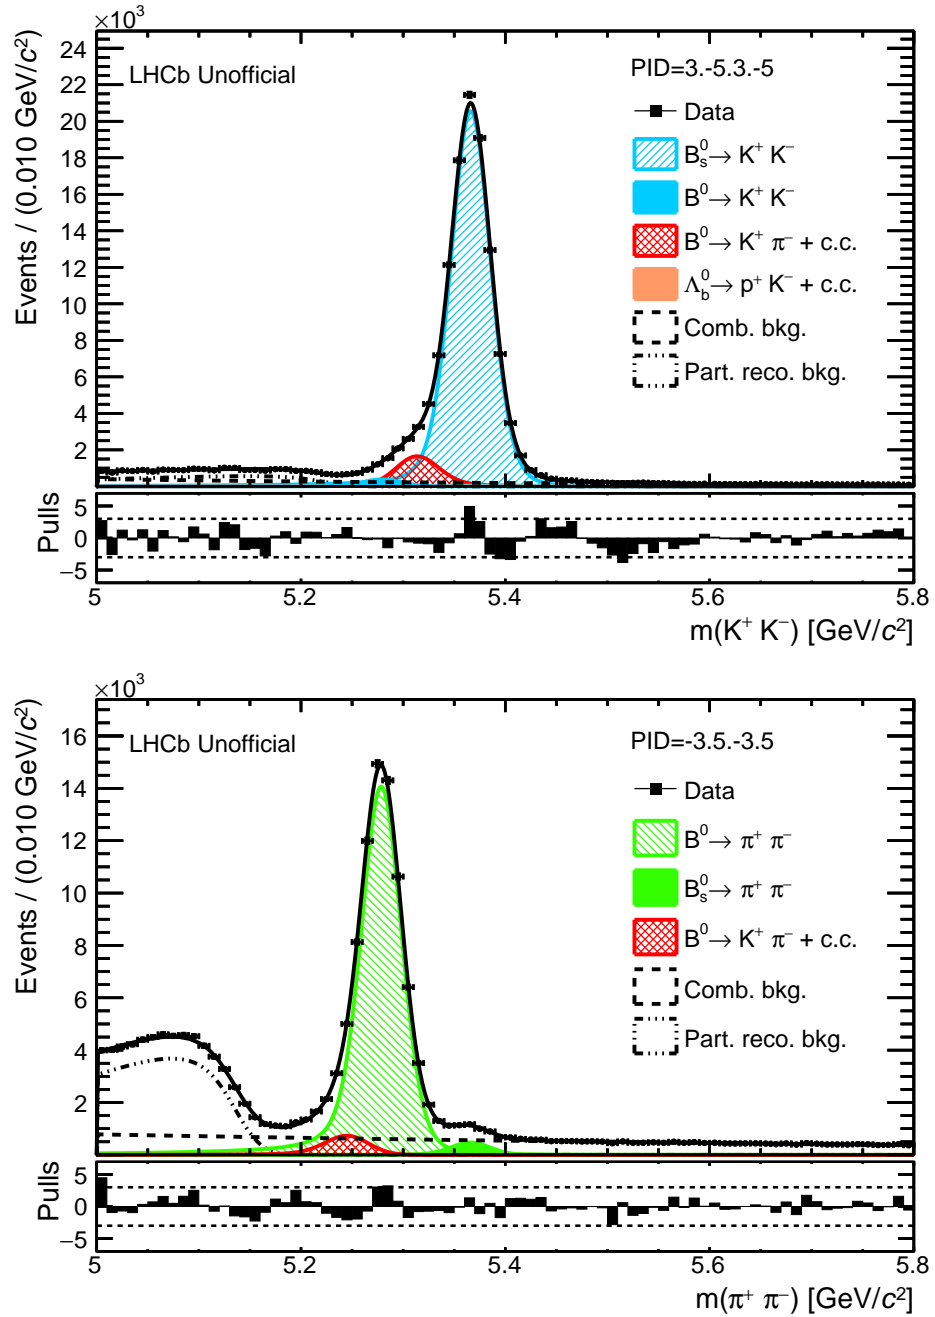 ×10³
Events / (0.010 GeV/c²)
24
22
20
18
16
14
12
10
8
6
4
2
LHCb Unofficial
PID=3.-5.3.-5
Data
B⁰ₛ→ K⁺ K⁻
B⁰→ K⁺ K⁻
B⁰→ K⁺ π⁻ + c.c.
Λ⁰_b→ p⁺ K⁻ + c.c.
Comb. bkg.
Part. reco. bkg.
Pulls
5
0
−5
5 5.2 5.4 5.6 5.8
m(K⁺ K⁻) [GeV/c²]
×10³
Events / (0.010 GeV/c²)
16
14
12
10
8
6
4
2
LHCb Unofficial
PID=-3.5.-3.5
Data
B⁰→ π⁺ π⁻
B⁰ₛ→ π⁺ π⁻
B⁰→ K⁺ π⁻ + c.c.
Comb. bkg.
Part. reco. bkg.
Pulls
5
0
−5
5 5.2 5.4 5.6 5.8
m(π⁺ π⁻) [GeV/c²]